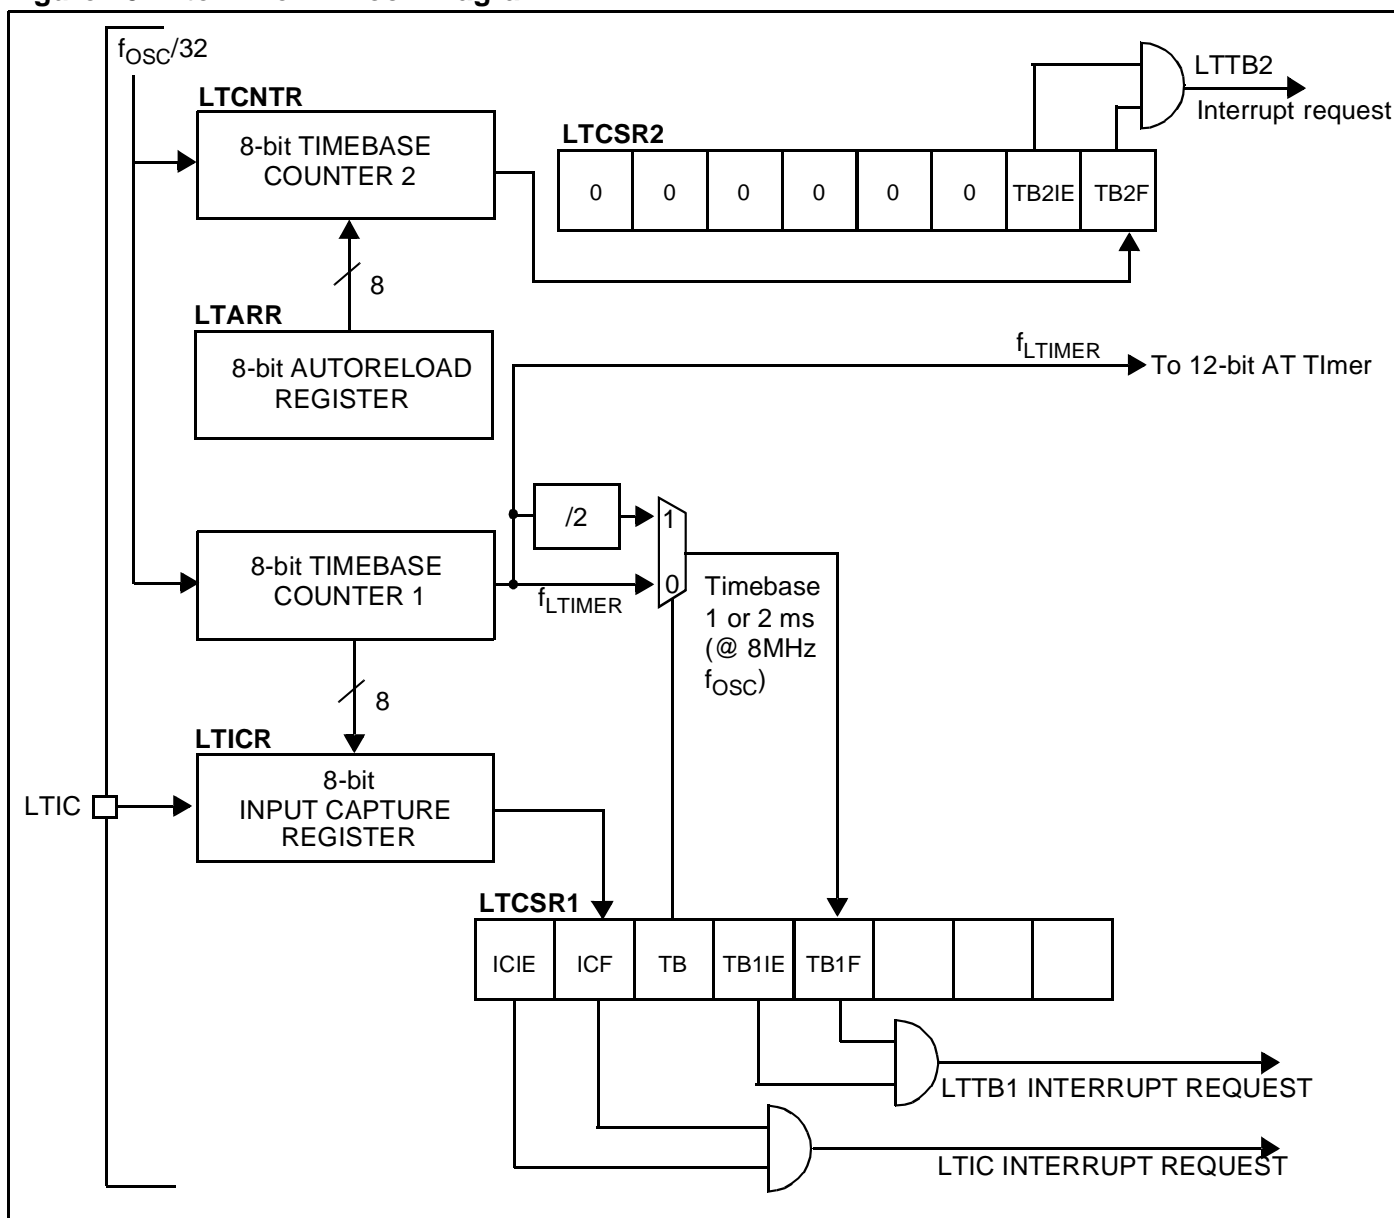 fOSC/32
LTCNTR
8-bit TIMEBASE
COUNTER 2
8
LTARR
8-bit AUTORELOAD
REGISTER
LTCSR2
0 0 0 0 0 0 TB2IE TB2F
LTTB2
Interrupt request
fLTIMER
To 12-bit AT TImer
/2
1
0
8-bit TIMEBASE
COUNTER 1
fLTIMER
Timebase
1 or 2 ms
(@ 8MHz
fOSC)
8
LTICR
8-bit
INPUT CAPTURE
REGISTER
LTIC
LTCSR1
ICIE ICF TB TB1IE TB1F
LTTB1 INTERRUPT REQUEST
LTIC INTERRUPT REQUEST